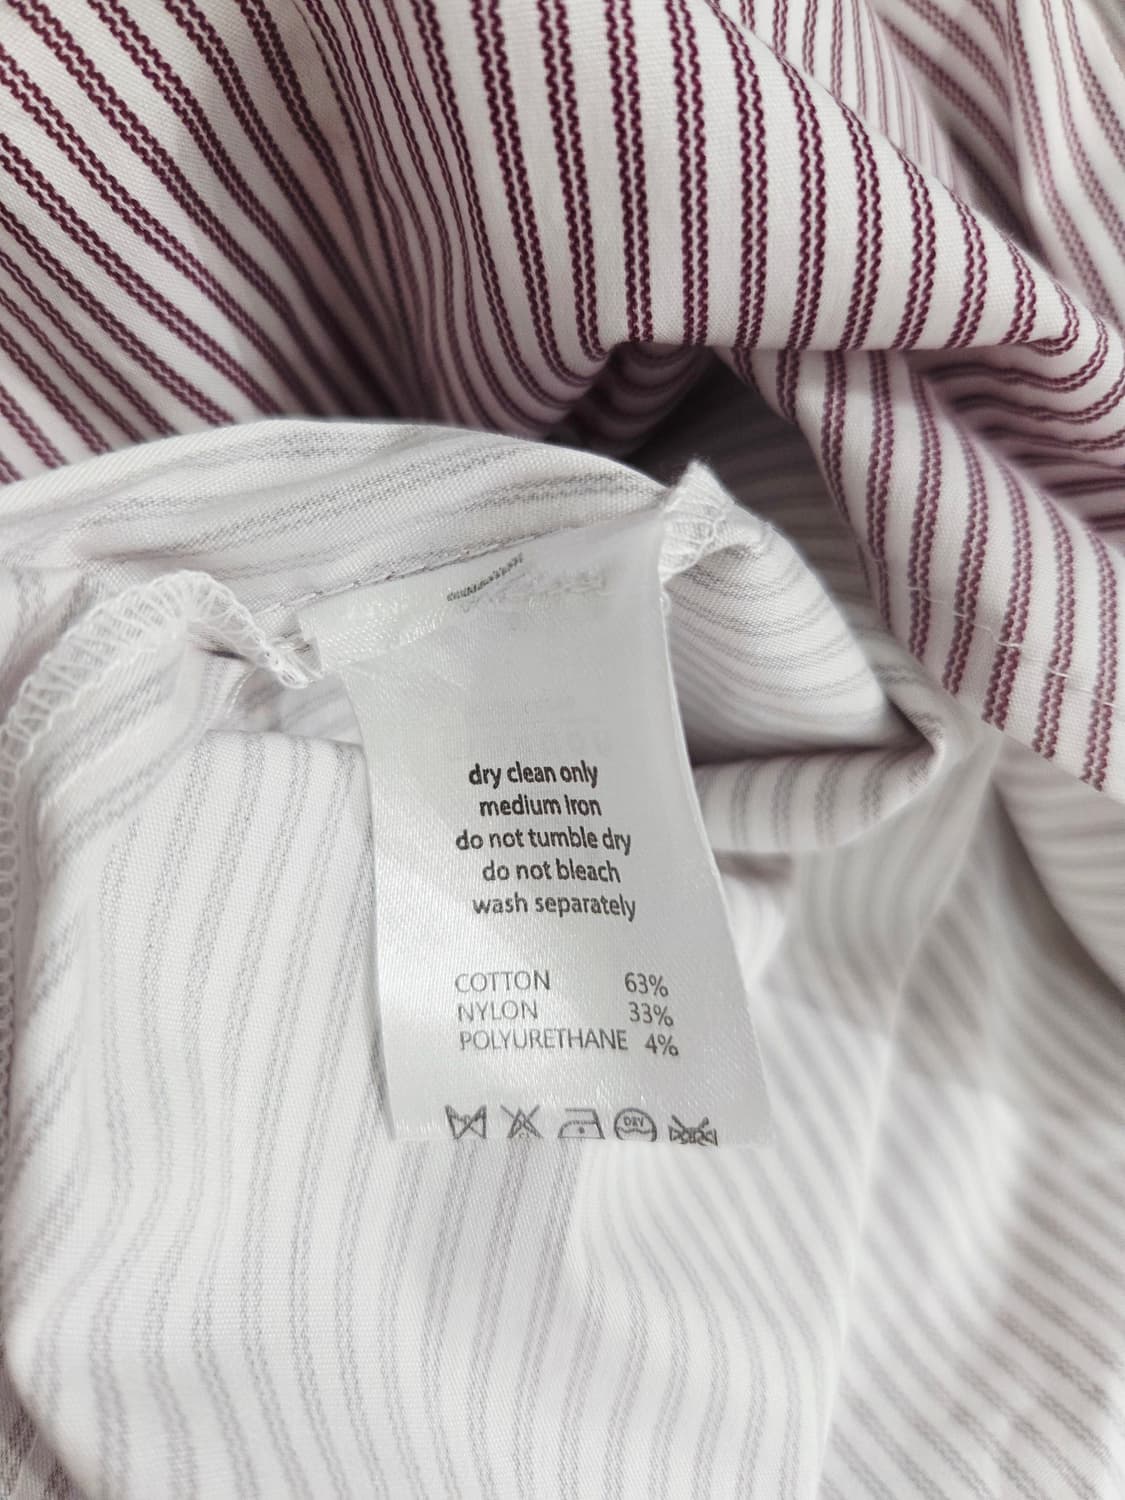 dry clean only
medium iron
do not tumble dry
do not bleach
wash separately
COTTON 63%
NYLON 33%
POLYURETHANE 4%
DRY